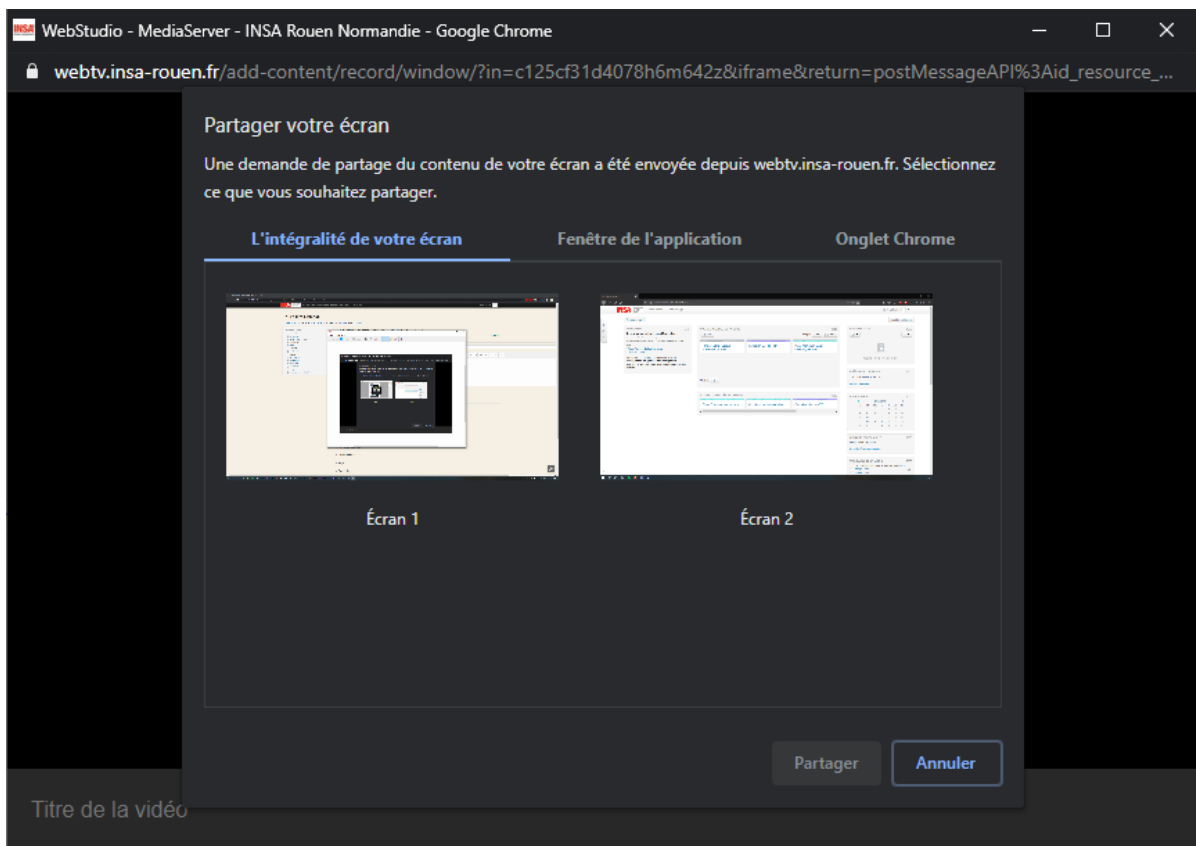 INSA WebStudio - MediaServer - INSA Rouen Normandie - Google Chrome
webtv.insa-rouen.fr/add-content/record/window/?in=c125cf31d4078h6m642z&iframe&return=postMessageAPI%3Aid_resource_...
Partager votre écran
Une demande de partage du contenu de votre écran a été envoyée depuis webtv.insa-rouen.fr. Sélectionnez
ce que vous souhaitez partager.
L'intégralité de votre écran Fenêtre de l'application Onglet Chrome
INSA
Écran 1 Écran 2
Partager Annuler
Titre de la vidéo